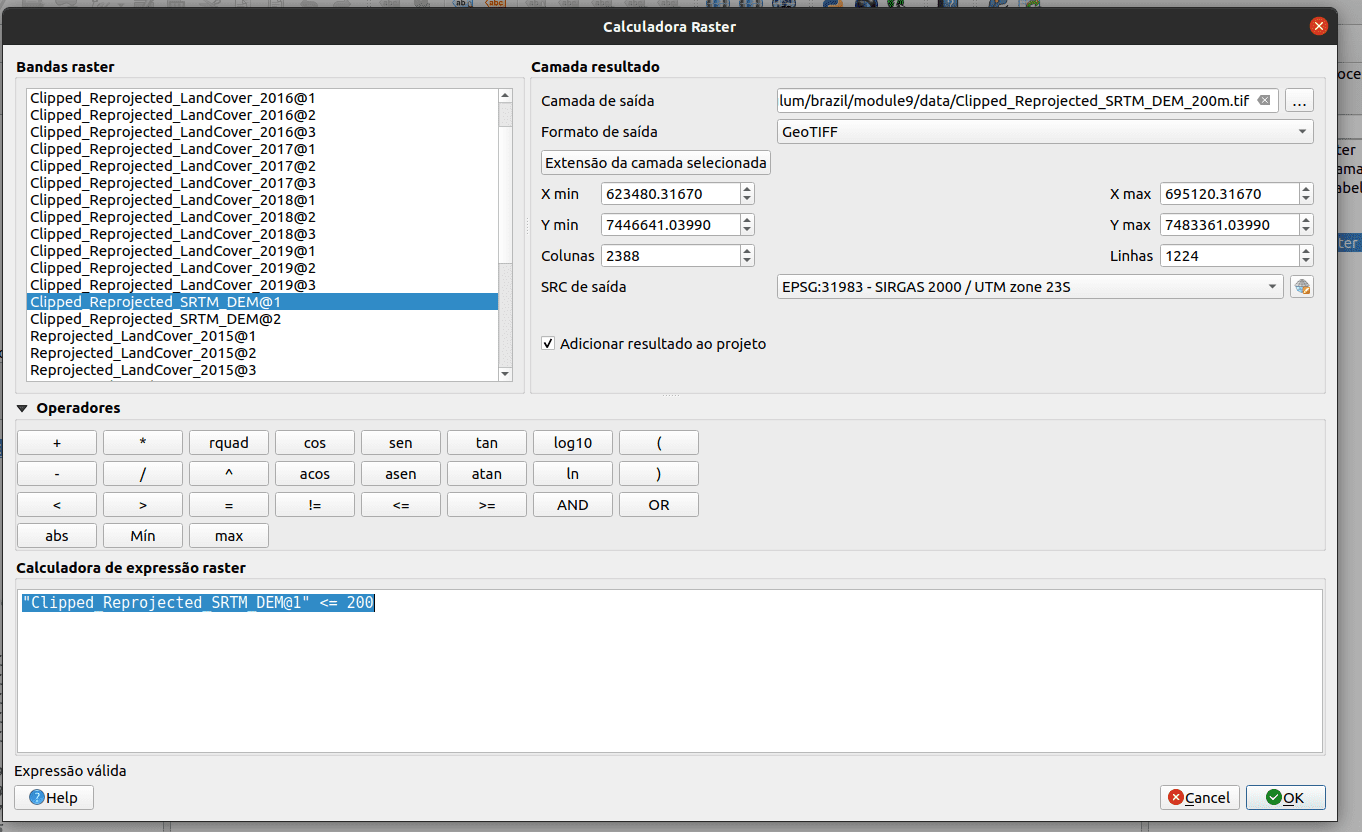 Calculadora Raster
Bandas raster
Clipped_Reprojected_LandCover_2016@1
Clipped_Reprojected_LandCover_2016@2
Clipped_Reprojected_LandCover_2016@3
Clipped_Reprojected_LandCover_2017@1
Clipped_Reprojected_LandCover_2017@2
Clipped_Reprojected_LandCover_2017@3
Clipped_Reprojected_LandCover_2018@1
Clipped_Reprojected_LandCover_2018@2
Clipped_Reprojected_LandCover_2018@3
Clipped_Reprojected_LandCover_2019@1
Clipped_Reprojected_LandCover_2019@2
Clipped_Reprojected_LandCover_2019@3
Clipped_Reprojected_SRTM_DEM@1
Clipped_Reprojected_SRTM_DEM@2
Reprojected_LandCover_2015@1
Reprojected_LandCover_2015@2
Reprojected_LandCover_2015@3
Camada resultado
Camada de saída lum/brazil/module9/data/Clipped_Reprojected_SRTM_DEM_200m.tif ...
Formato de saída GeoTIFF
Extensão da camada selecionada
X min 623480.31670 X max 695120.31670
Y min 7446641.03990 Y max 7483361.03990
Colunas 2388 Linhas 1224
SRC de saída EPSG:31983 - SIRGAS 2000 / UTM zone 23S
Adicionar resultado ao projeto
Operadores
+ * rquad cos sen tan log10 (
- / ^ acos asen atan ln )
< > = != <= >= AND OR
abs Mín max
Calculadora de expressão raster
"Clipped_Reprojected_SRTM_DEM@1" <= 200
Expressão válida
Help Cancel OK